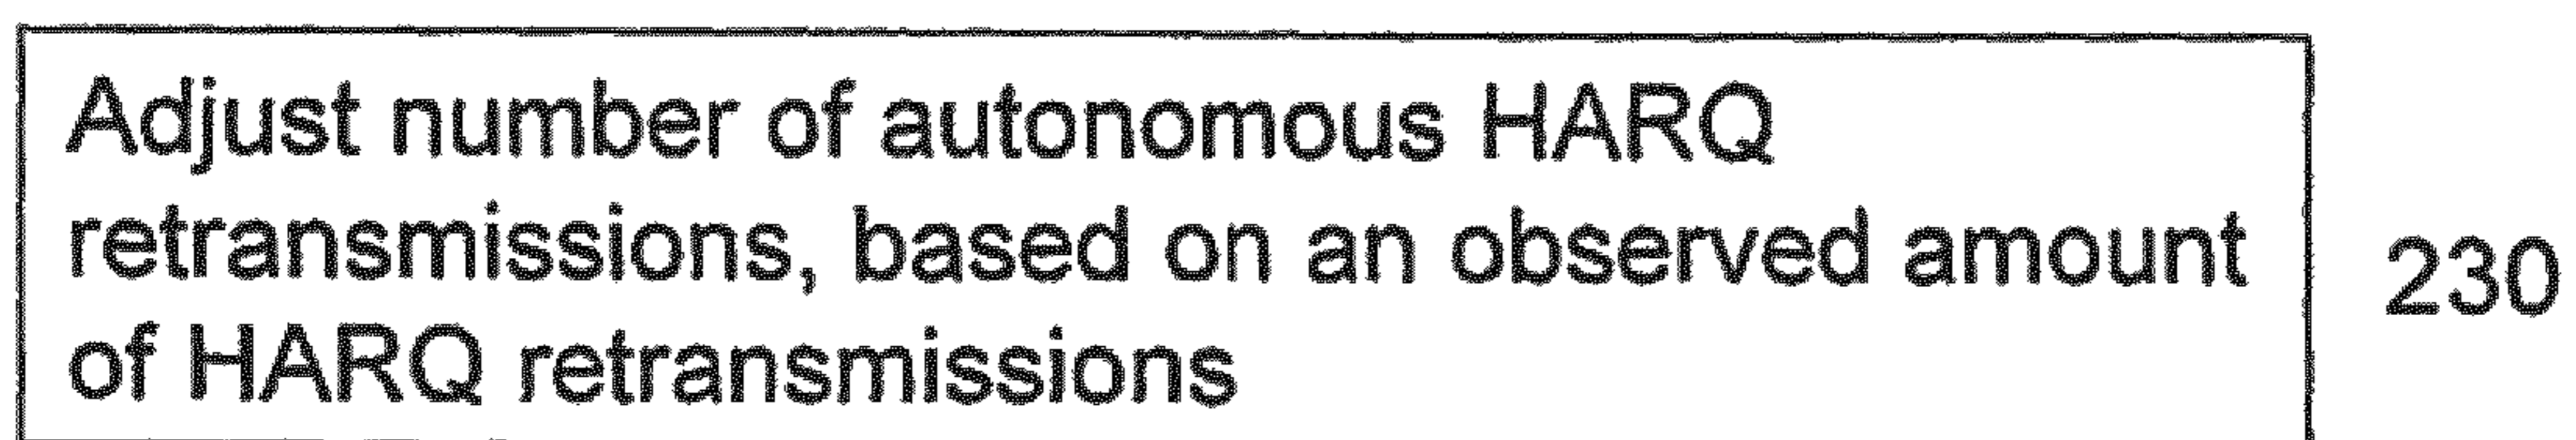 Adjust number of autonomous HARQ
retransmissions, based on an observed amount
of HARQ retransmissions
230